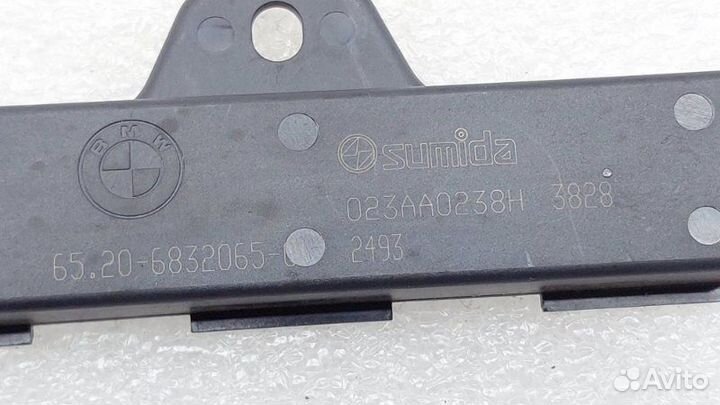 BMW
sumida
023AA0238H 3828
65.20-6832065-
2493
Avito